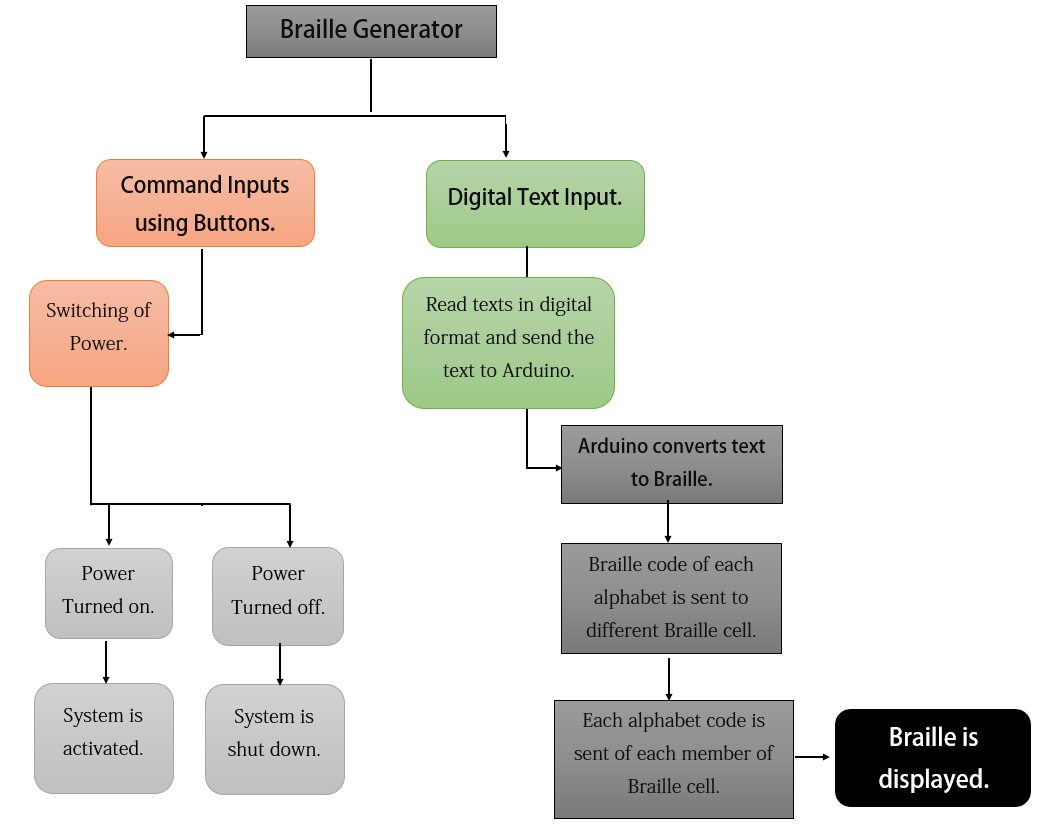 Braille Generator
Command Inputs
using Buttons.
Digital Text Input.
Switching of
Power.
Read texts in digital
format and send the
text to Arduino.
Arduino converts text
to Braille.
Power
Turned on.
Power
Turned off.
Braille code of each
alphabet is sent to
different Braille cell.
System is
activated.
System is
shut down.
Each alphabet code is
sent of each member of
Braille cell.
Braille is
displayed.